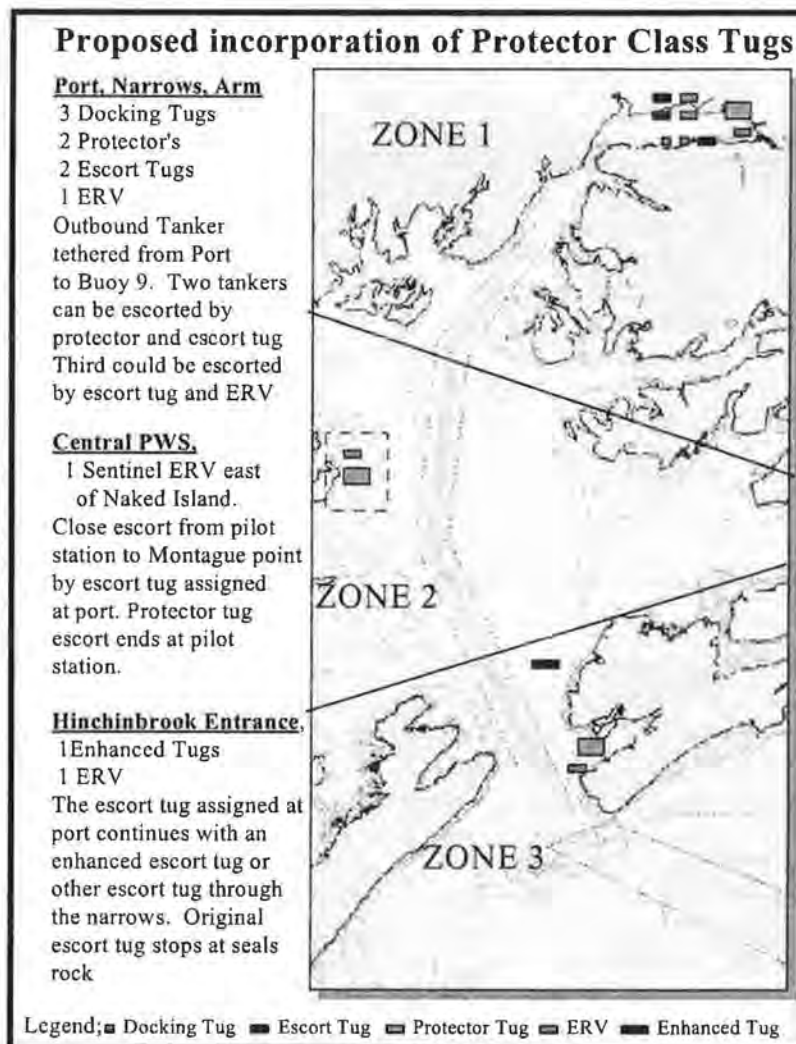 Proposed incorporation of Protector Class Tugs
Port, Narrows, Arm
3 Docking Tugs
2 Protector's
2 Escort Tugs
1 ERV
Outbound Tanker
tethered from Port
to Buoy 9. Two tankers
can be escorted by
protector and escort tug
Third could be escorted
by escort tug and ERV
Central PWS,
1 Sentinel ERV east
of Naked Island.
Close escort from pilot
station to Montague point
by escort tug assigned
at port. Protector tug
escort ends at pilot
station.
Hinchinbrook Entrance,
1Enhanced Tugs
1 ERV
The escort tug assigned at
port continues with an
enhanced escort tug or
other escort tug through
the narrows. Original
escort tug stops at seals
rock
ZONE 1
ZONE 2
ZONE 3
Legend; Docking Tug Escort Tug Protector Tug ERV Enhanced Tug